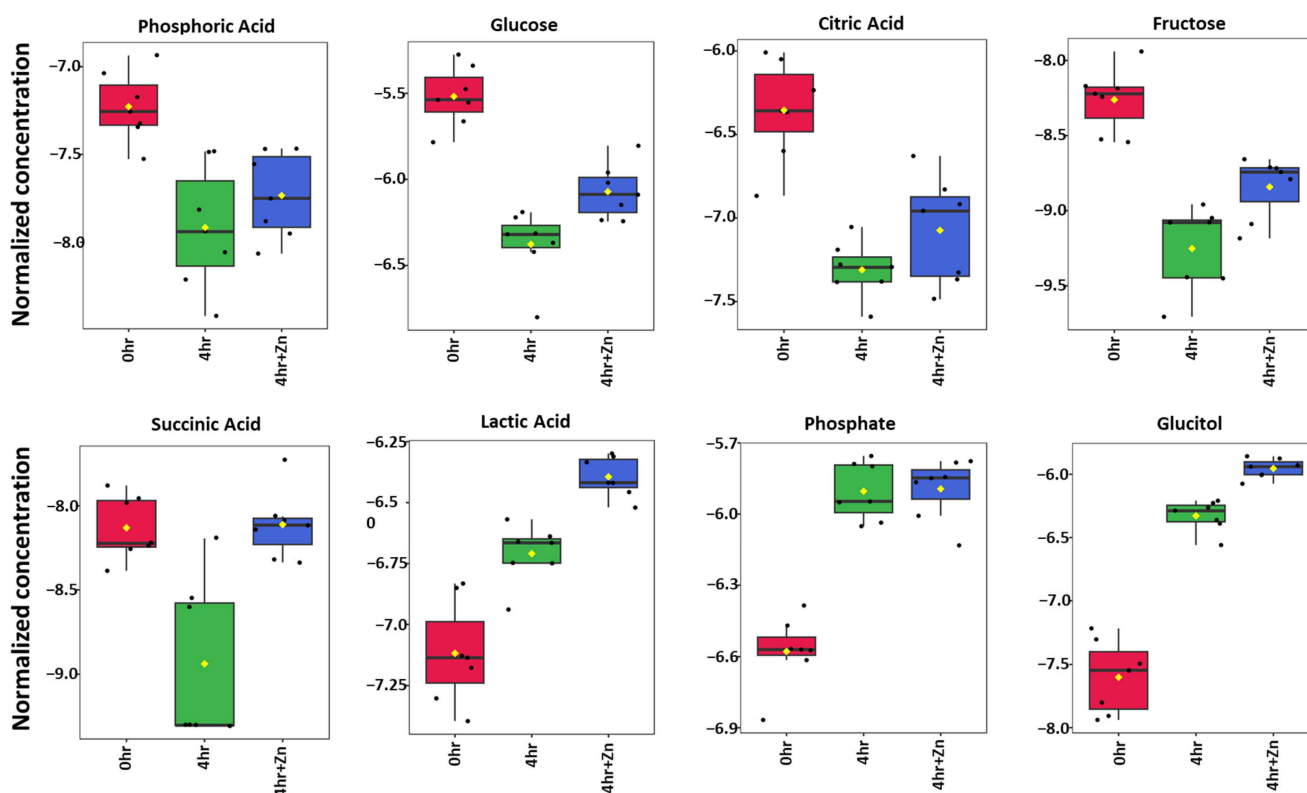 Phosphoric Acid Glucose Citric Acid Fructose
Normalized concentration
−7.0
−7.5
−8.0
0hr 4hr 4hr+Zn
−5.5
−6.0
−6.5
0hr 4hr 4hr+Zn
−6.0
−6.5
−7.0
−7.5
0hr 4hr 4hr+Zn
−8.0
−8.5
−9.0
−9.5
0hr 4hr 4hr+Zn
Succinic Acid Lactic Acid Phosphate Glucitol
Normalized concentration
−8.0
−8.5
−9.0
0hr 4hr 4hr+Zn
−6.25
−6.5
0
−6.75
−7.0
−7.25
0hr 4hr 4hr+Zn
−5.7
−6.0
−6.3
−6.6
−6.9
0hr 4hr 4hr+Zn
−6.0
−6.5
−7.0
−7.5
−8.0
0hr 4hr 4hr+Zn